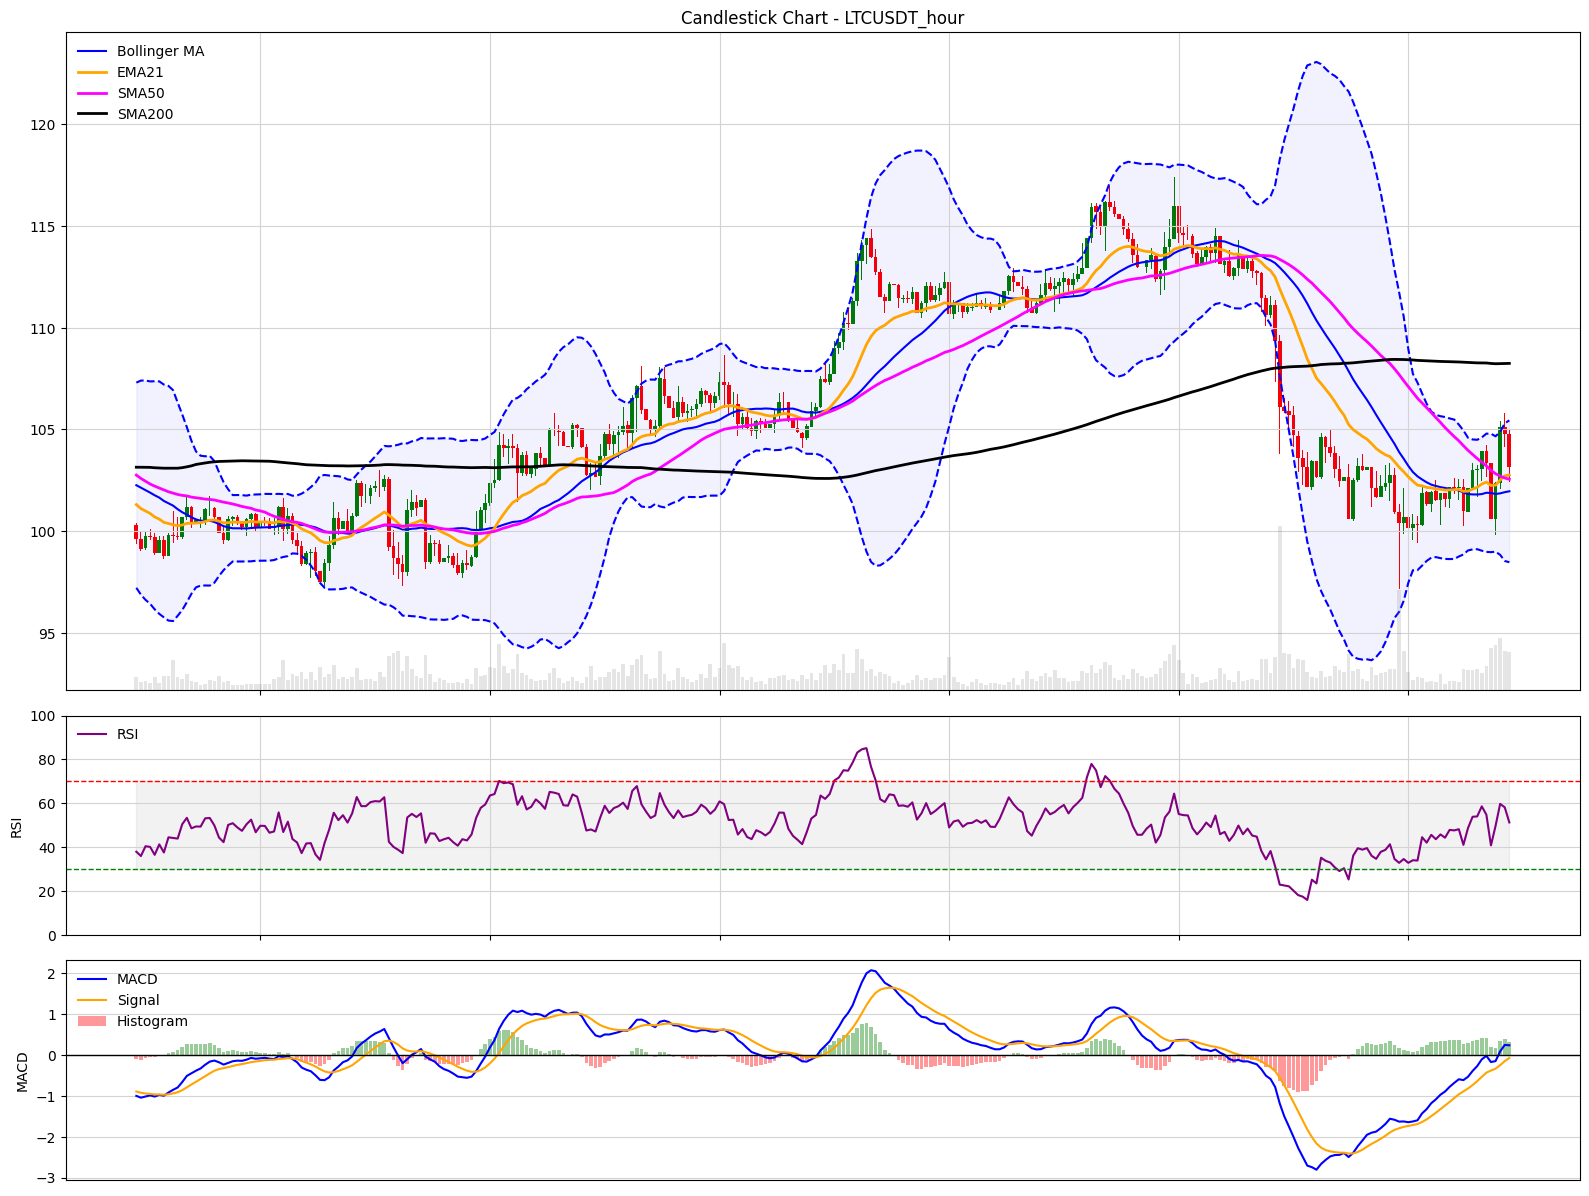 Candlestick Chart - LTCUSDT_hour
Bollinger MA
EMA21
SMA50
SMA200
120
115
110
105
100
95
RSI
100
80
60
40
20
0
RSI
MACD
Signal
Histogram
2
1
0
−1
−2
−3
MACD